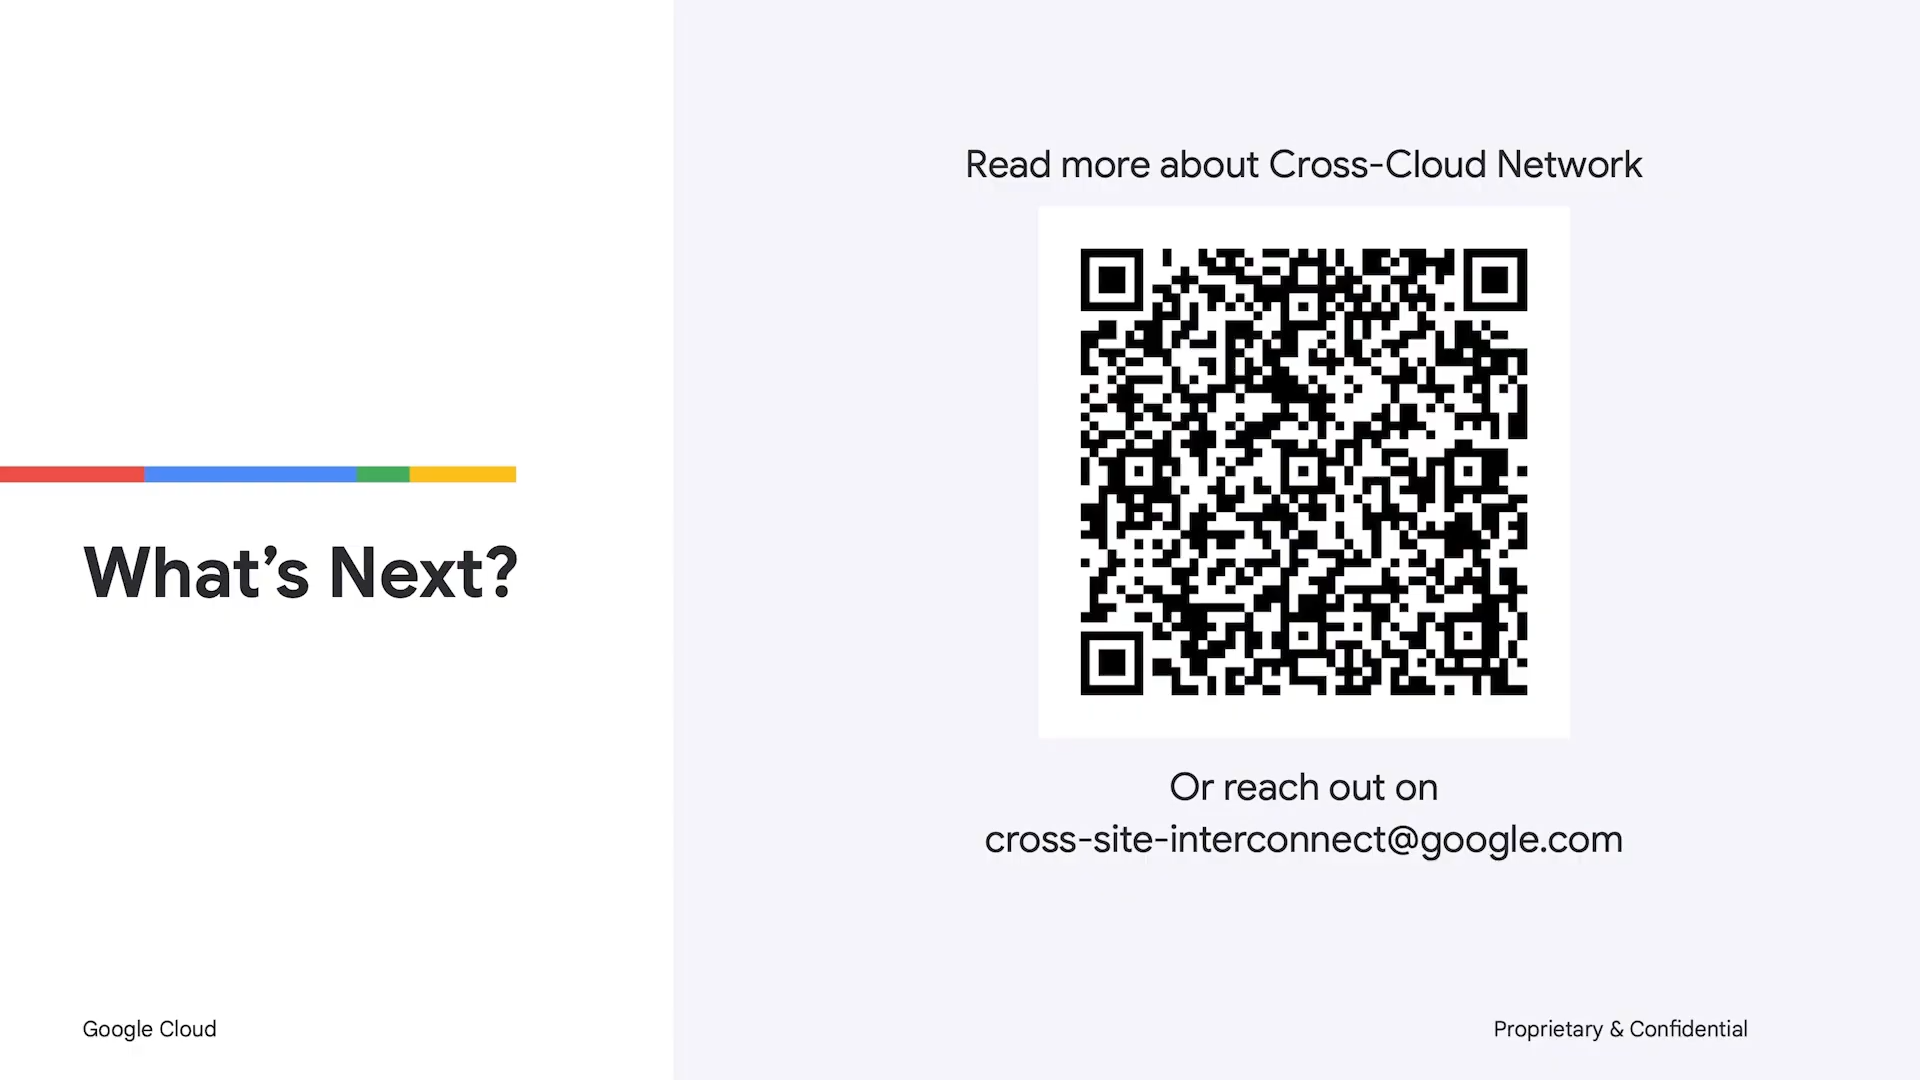 What’s Next?
Read more about Cross-Cloud Network
Or reach out on
cross-site-interconnect@google.com
Google Cloud
Proprietary & Confidential